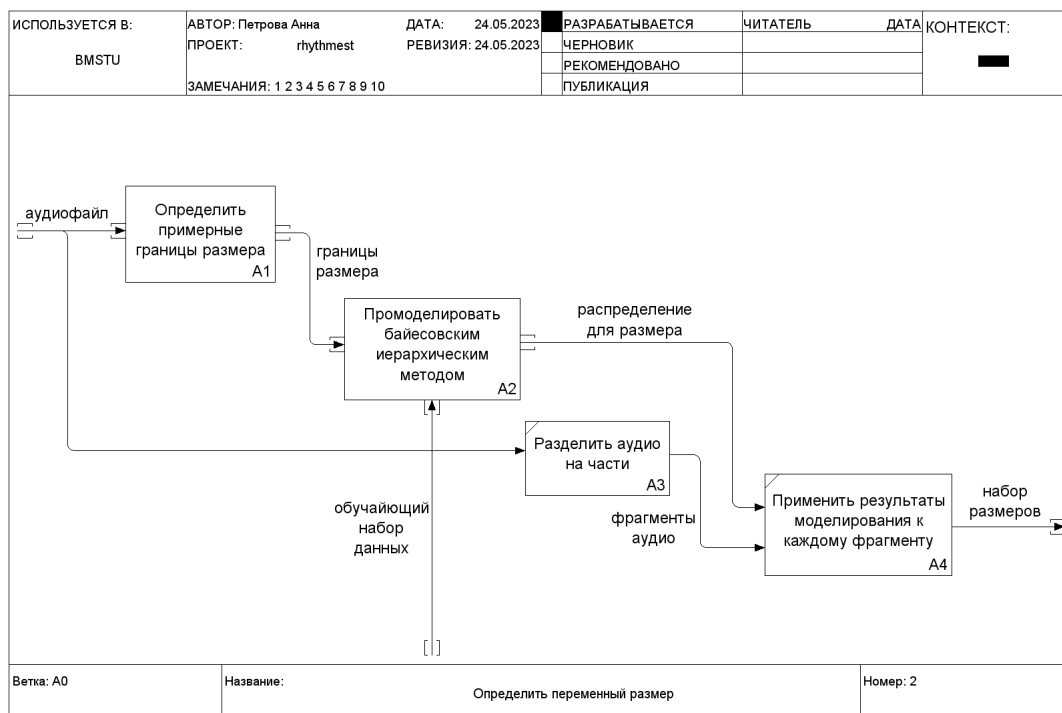 ИСПОЛЬЗУЕТСЯ В:
BMSTU
АВТОР: Петрова Анна
ДАТА: 24.05.2023
ПРОЕКТ: rhythmest
РЕВИЗИЯ: 24.05.2023
ЗАМЕЧАНИЯ: 1 2 3 4 5 6 7 8 9 10
РАЗРАБАТЫВАЕТСЯ
ЧЕРНОВИК
РЕКОМЕНДОВАНО
ПУБЛИКАЦИЯ
ЧИТАТЕЛЬ
ДАТА
КОНТЕКСТ:
аудиофайл
Определить
примерные
границы размера
A1
границы
размера
Промоделировать
байесовским
иерархическим
методом
A2
распределение
для размера
Разделить аудио
на части
A3
обучайющий
набор
данных
фрагменты
аудио
Применить результаты
моделирования к
каждому фрагменту
A4
набор
размеров
Ветка: A0
Название:
Определить переменный размер
Номер: 2